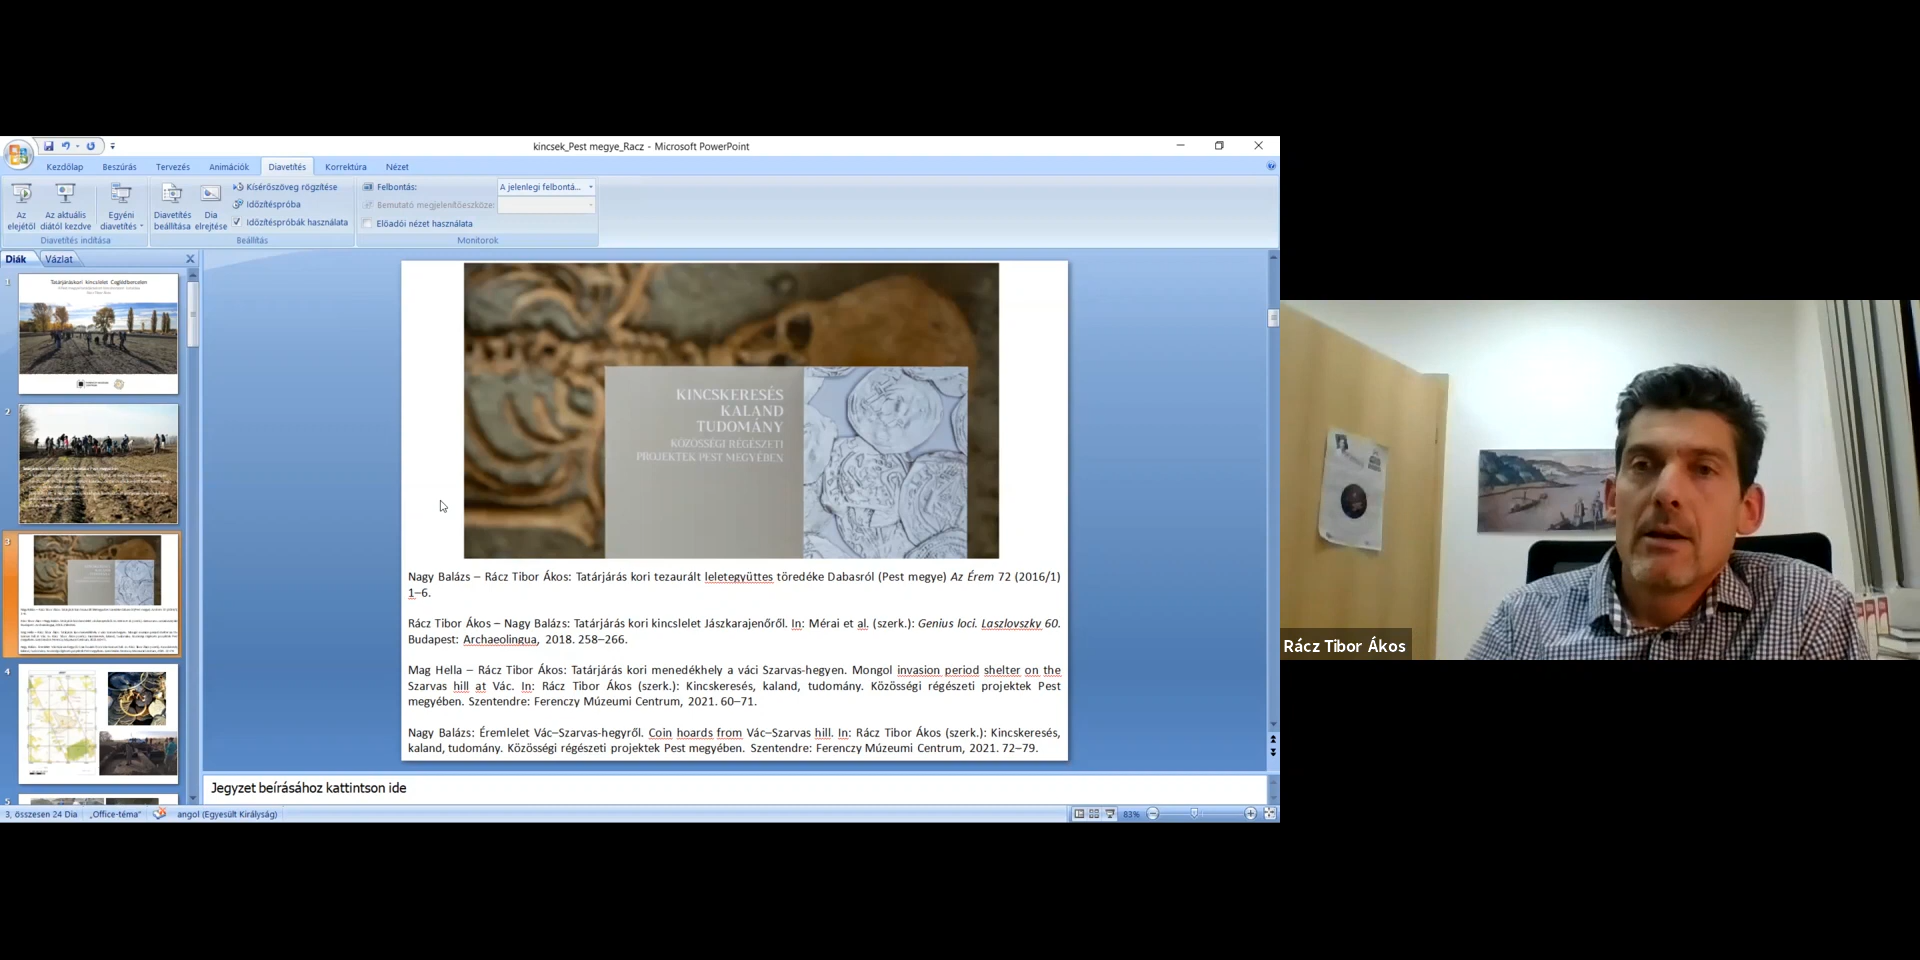 kincsek_Pest megye_Racz - Microsoft PowerPoint
Kezdőlap Beszúrás Tervezés Animációk Diavetítés Korrektúra Nézet
Az elejétől
Az aktuális diától kezdve
Egyéni diavetítés
Diavetítés indítása
Diavetítés beállítása
Dia elrejtése
Kísérőszöveg rögzítése
Időzítéspróba
Időzítéspróbák használata
Beállítás
Felbontás: A jelenlegi felbontá...
Bemutató megjelenítőeszköze:
Előadói nézet használata
Monitorok
Diák Vázlat
1
Tatárjáráskori kincslelet Ceglédbercelen
2
3
4
5
KINCSKERESÉS
KALAND
TUDOMÁNY
KÖZÖSSÉGI RÉGÉSZETI
PROJEKTEK PEST MEGYÉBEN
Nagy Balázs – Rácz Tibor Ákos: Tatárjárás kori tezaurált leletegyüttes töredéke Dabasról (Pest megye) Az Érem 72 (2016/1)
1–6.
Rácz Tibor Ákos – Nagy Balázs: Tatárjárás kori kincslelet Jászkarajenőről. In: Mérai et al. (szerk.): Genius loci. Laszlovszky 60.
Budapest: Archaeolingua, 2018. 258–266.
Mag Hella – Rácz Tibor Ákos: Tatárjárás kori menedékhely a váci Szarvas-hegyen. Mongol invasion period shelter on the
Szarvas hill at Vác. In: Rácz Tibor Ákos (szerk.): Kincskeresés, kaland, tudomány. Közösségi régészeti projektek Pest
megyében. Szentendre: Ferenczy Múzeumi Centrum, 2021. 60–71.
Nagy Balázs: Éremlelet Vác–Szarvas-hegyről. Coin hoards from Vác–Szarvas hill. In: Rácz Tibor Ákos (szerk.): Kincskeresés,
kaland, tudomány. Közösségi régészeti projektek Pest megyében. Szentendre: Ferenczy Múzeumi Centrum, 2021. 72–79.
Jegyzet beírásához kattintson ide
3, összesen 24 Dia „Office-téma” angol (Egyesült Királyság) 83%
Rácz Tibor Ákos